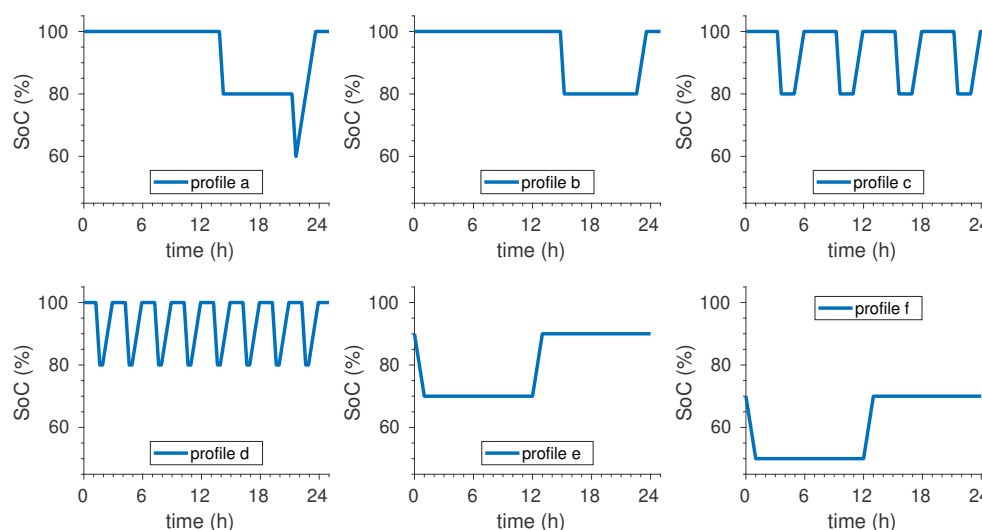 SoC (%)
100
80
60
profile a
0 6 12 18 24
time (h)
SoC (%)
100
80
60
profile b
0 6 12 18 24
time (h)
SoC (%)
100
80
60
profile c
0 6 12 18 24
time (h)
SoC (%)
100
80
60
profile d
0 6 12 18 24
time (h)
SoC (%)
100
80
60
profile e
0 6 12 18 24
time (h)
SoC (%)
100
80
60
profile f
0 6 12 18 24
time (h)